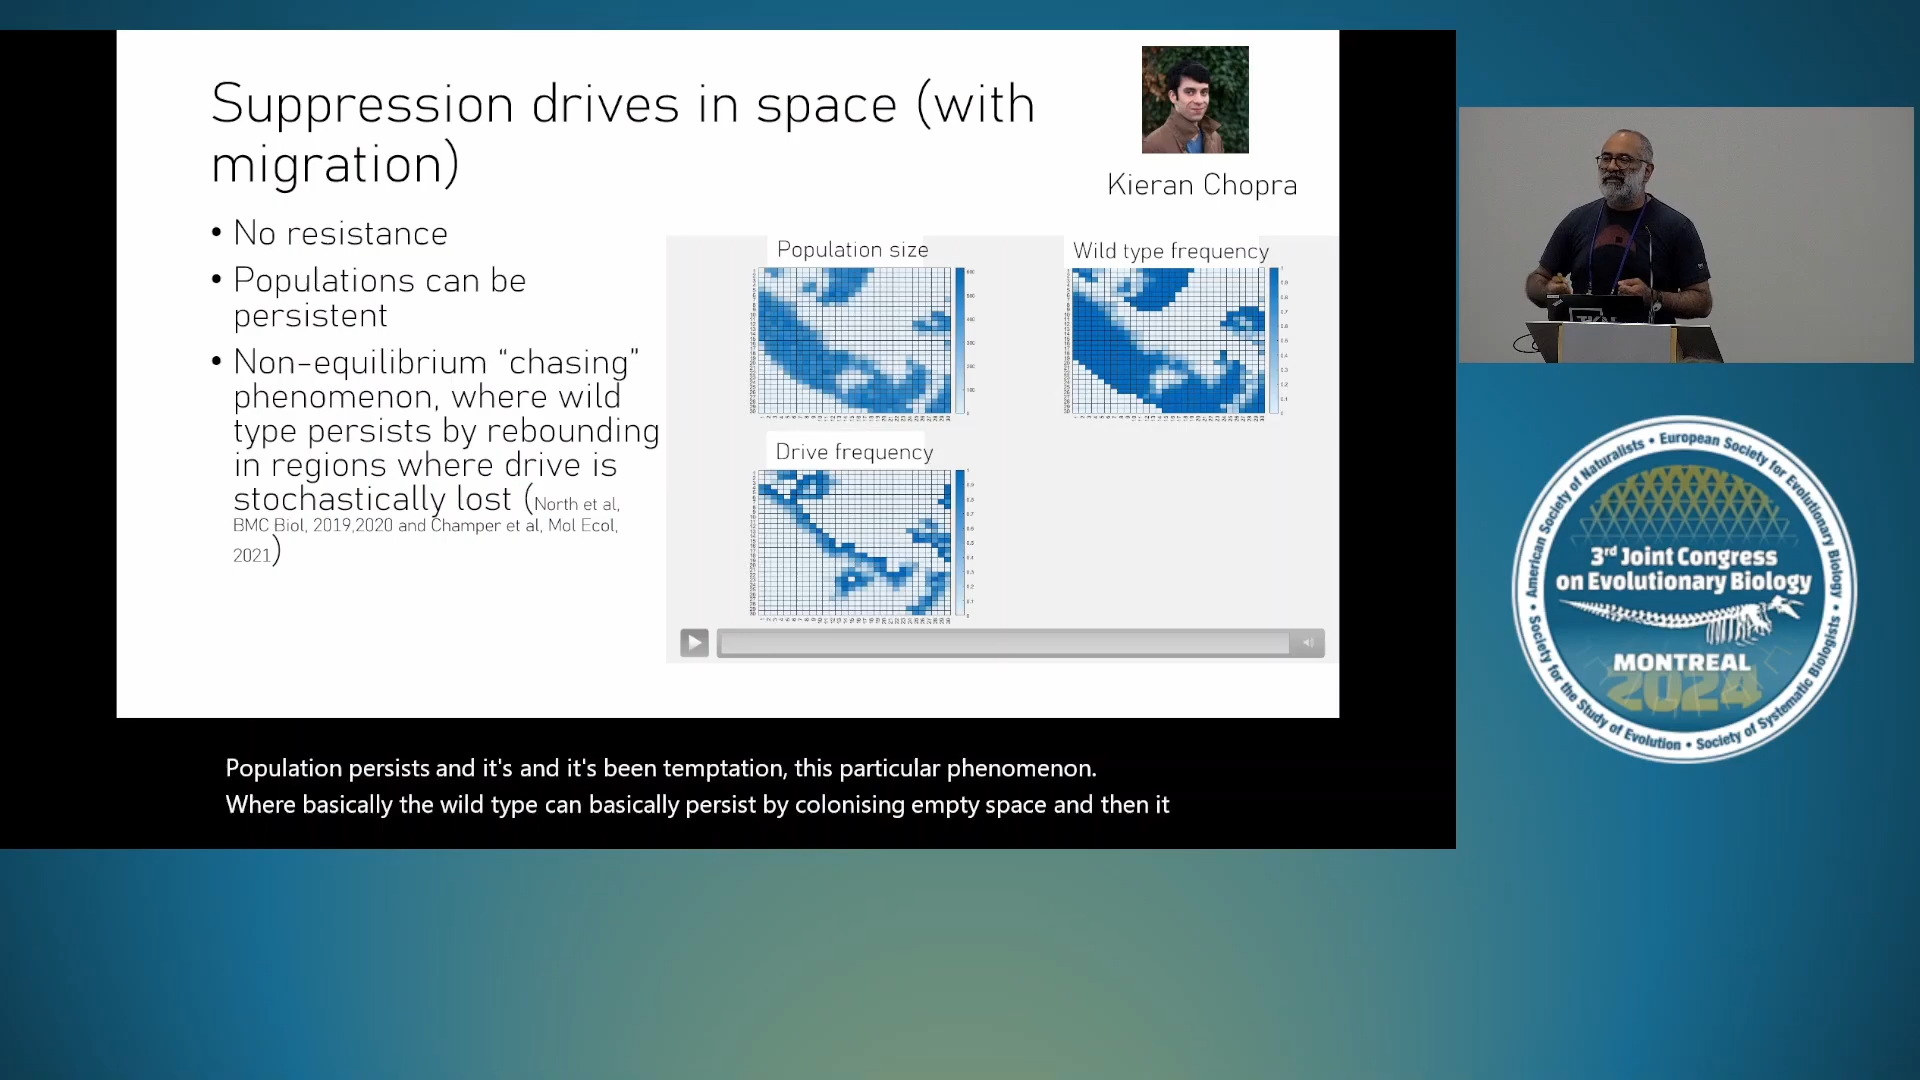 Suppression drives in space (with
migration)
Kieran Chopra
• No resistance
• Populations can be
persistent
• Non-equilibrium “chasing”
phenomenon, where wild
type persists by rebounding
in regions where drive is
stochastically lost (North et al,
BMC Biol, 2019,2020 and Champer et al, Mol Ecol,
2021)
Population size
Wild type frequency
Drive frequency
American Society of Naturalists • European Society for Evolutionary Biology • Society of Systematic Biologists • Society for the Study of Evolution •
3rd Joint Congress
on Evolutionary Biology
MONTREAL
2024
Population persists and it's and it's been temptation, this particular phenomenon.
Where basically the wild type can basically persist by colonising empty space and then it